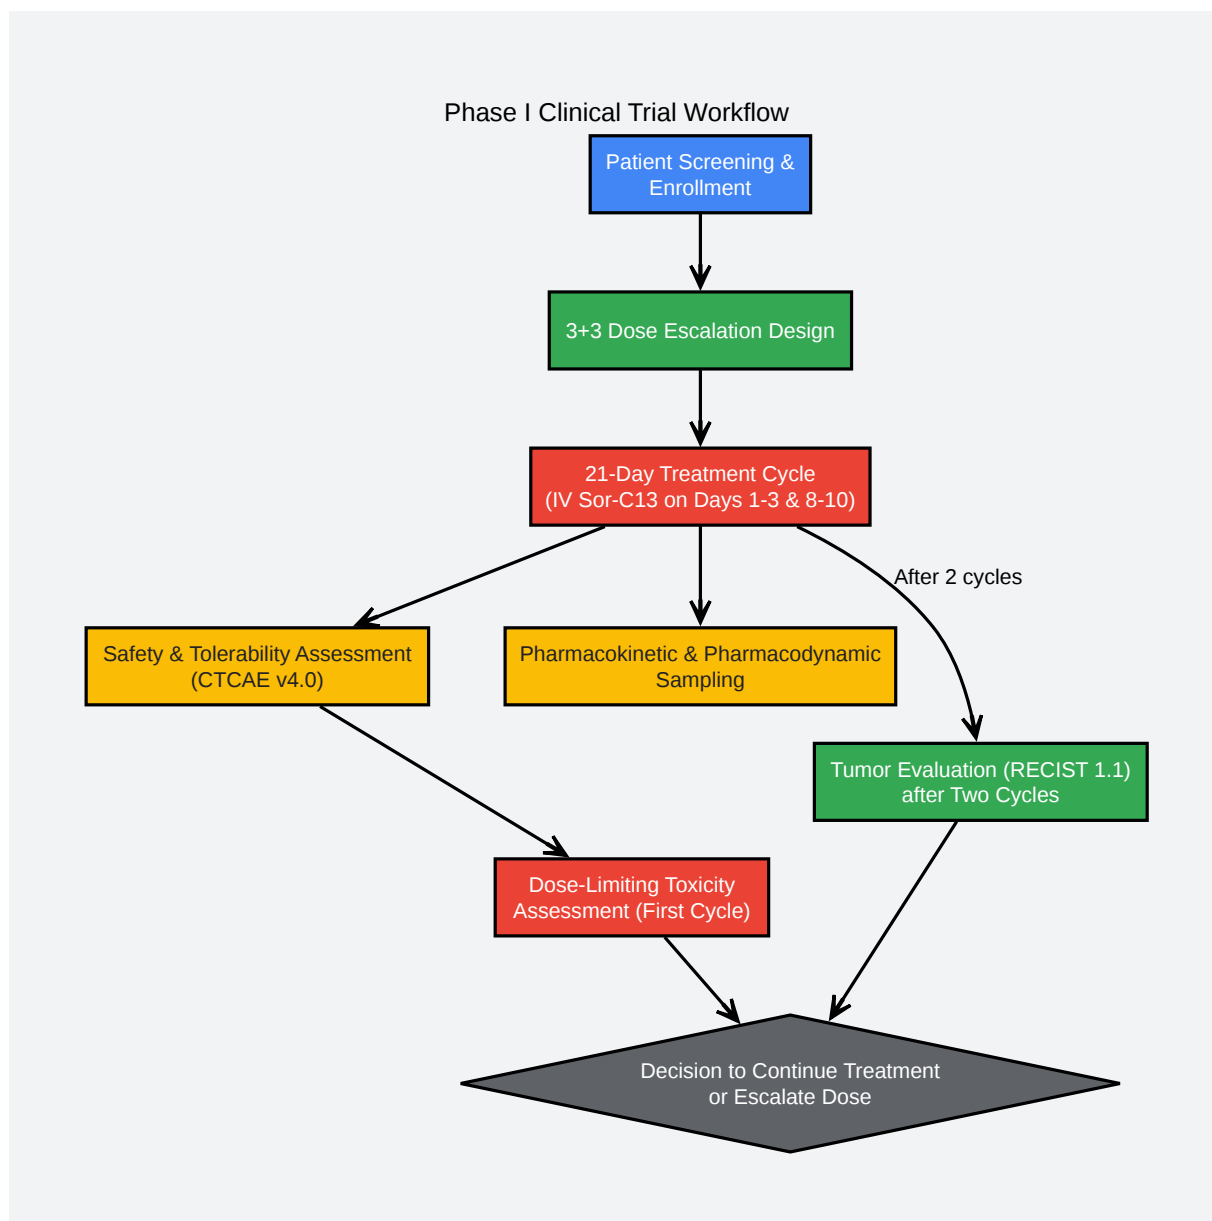 Phase I Clinical Trial Workflow
Patient Screening &
Enrollment
3+3 Dose Escalation Design
21-Day Treatment Cycle
(IV Sor-C13 on Days 1-3 & 8-10)
After 2 cycles
Safety & Tolerability Assessment
(CTCAE v4.0)
Pharmacokinetic & Pharmacodynamic
Sampling
Tumor Evaluation (RECIST 1.1)
after Two Cycles
Dose-Limiting Toxicity
Assessment (First Cycle)
Decision to Continue Treatment
or Escalate Dose